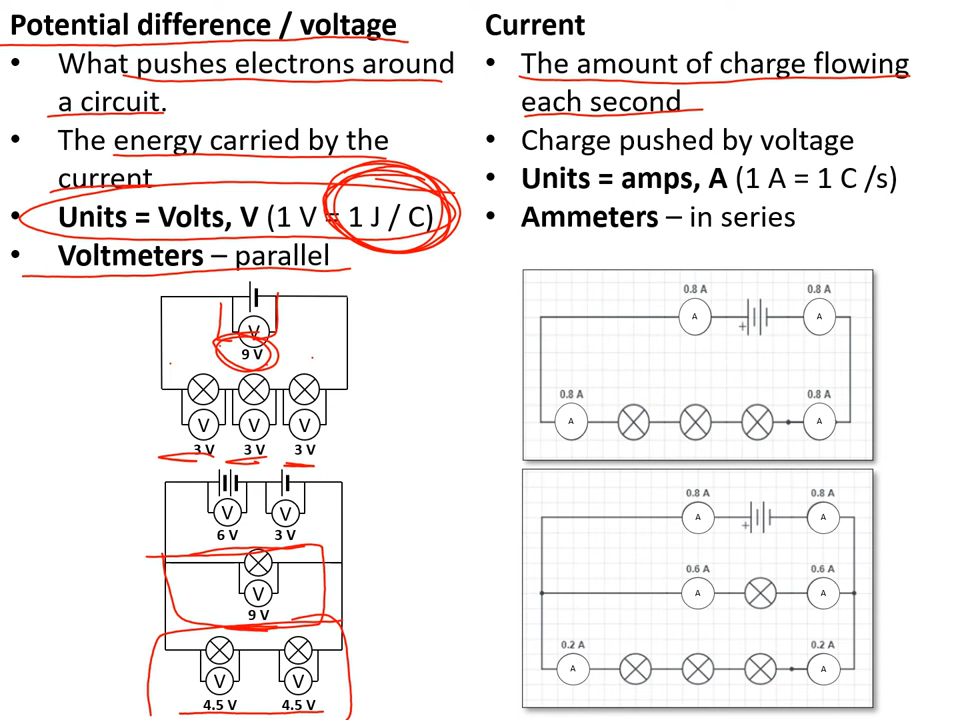 Potential difference / voltage
• What pushes electrons around
a circuit.
• The energy carried by the
current
• Units = Volts, V (1 V = 1 J / C)
• Voltmeters – parallel
V
9 V
V V V
3 V 3 V 3 V
V V
6 V 3 V
V
9 V
V V
4.5 V 4.5 V
Current
• The amount of charge flowing
each second
• Charge pushed by voltage
• Units = amps, A (1 A = 1 C /s)
• Ammeters – in series
0.8 A 0.8 A
A + A
0.8 A 0.8 A
A A
0.8 A 0.8 A
A + A
0.6 A 0.6 A
A A
0.2 A 0.2 A
A A